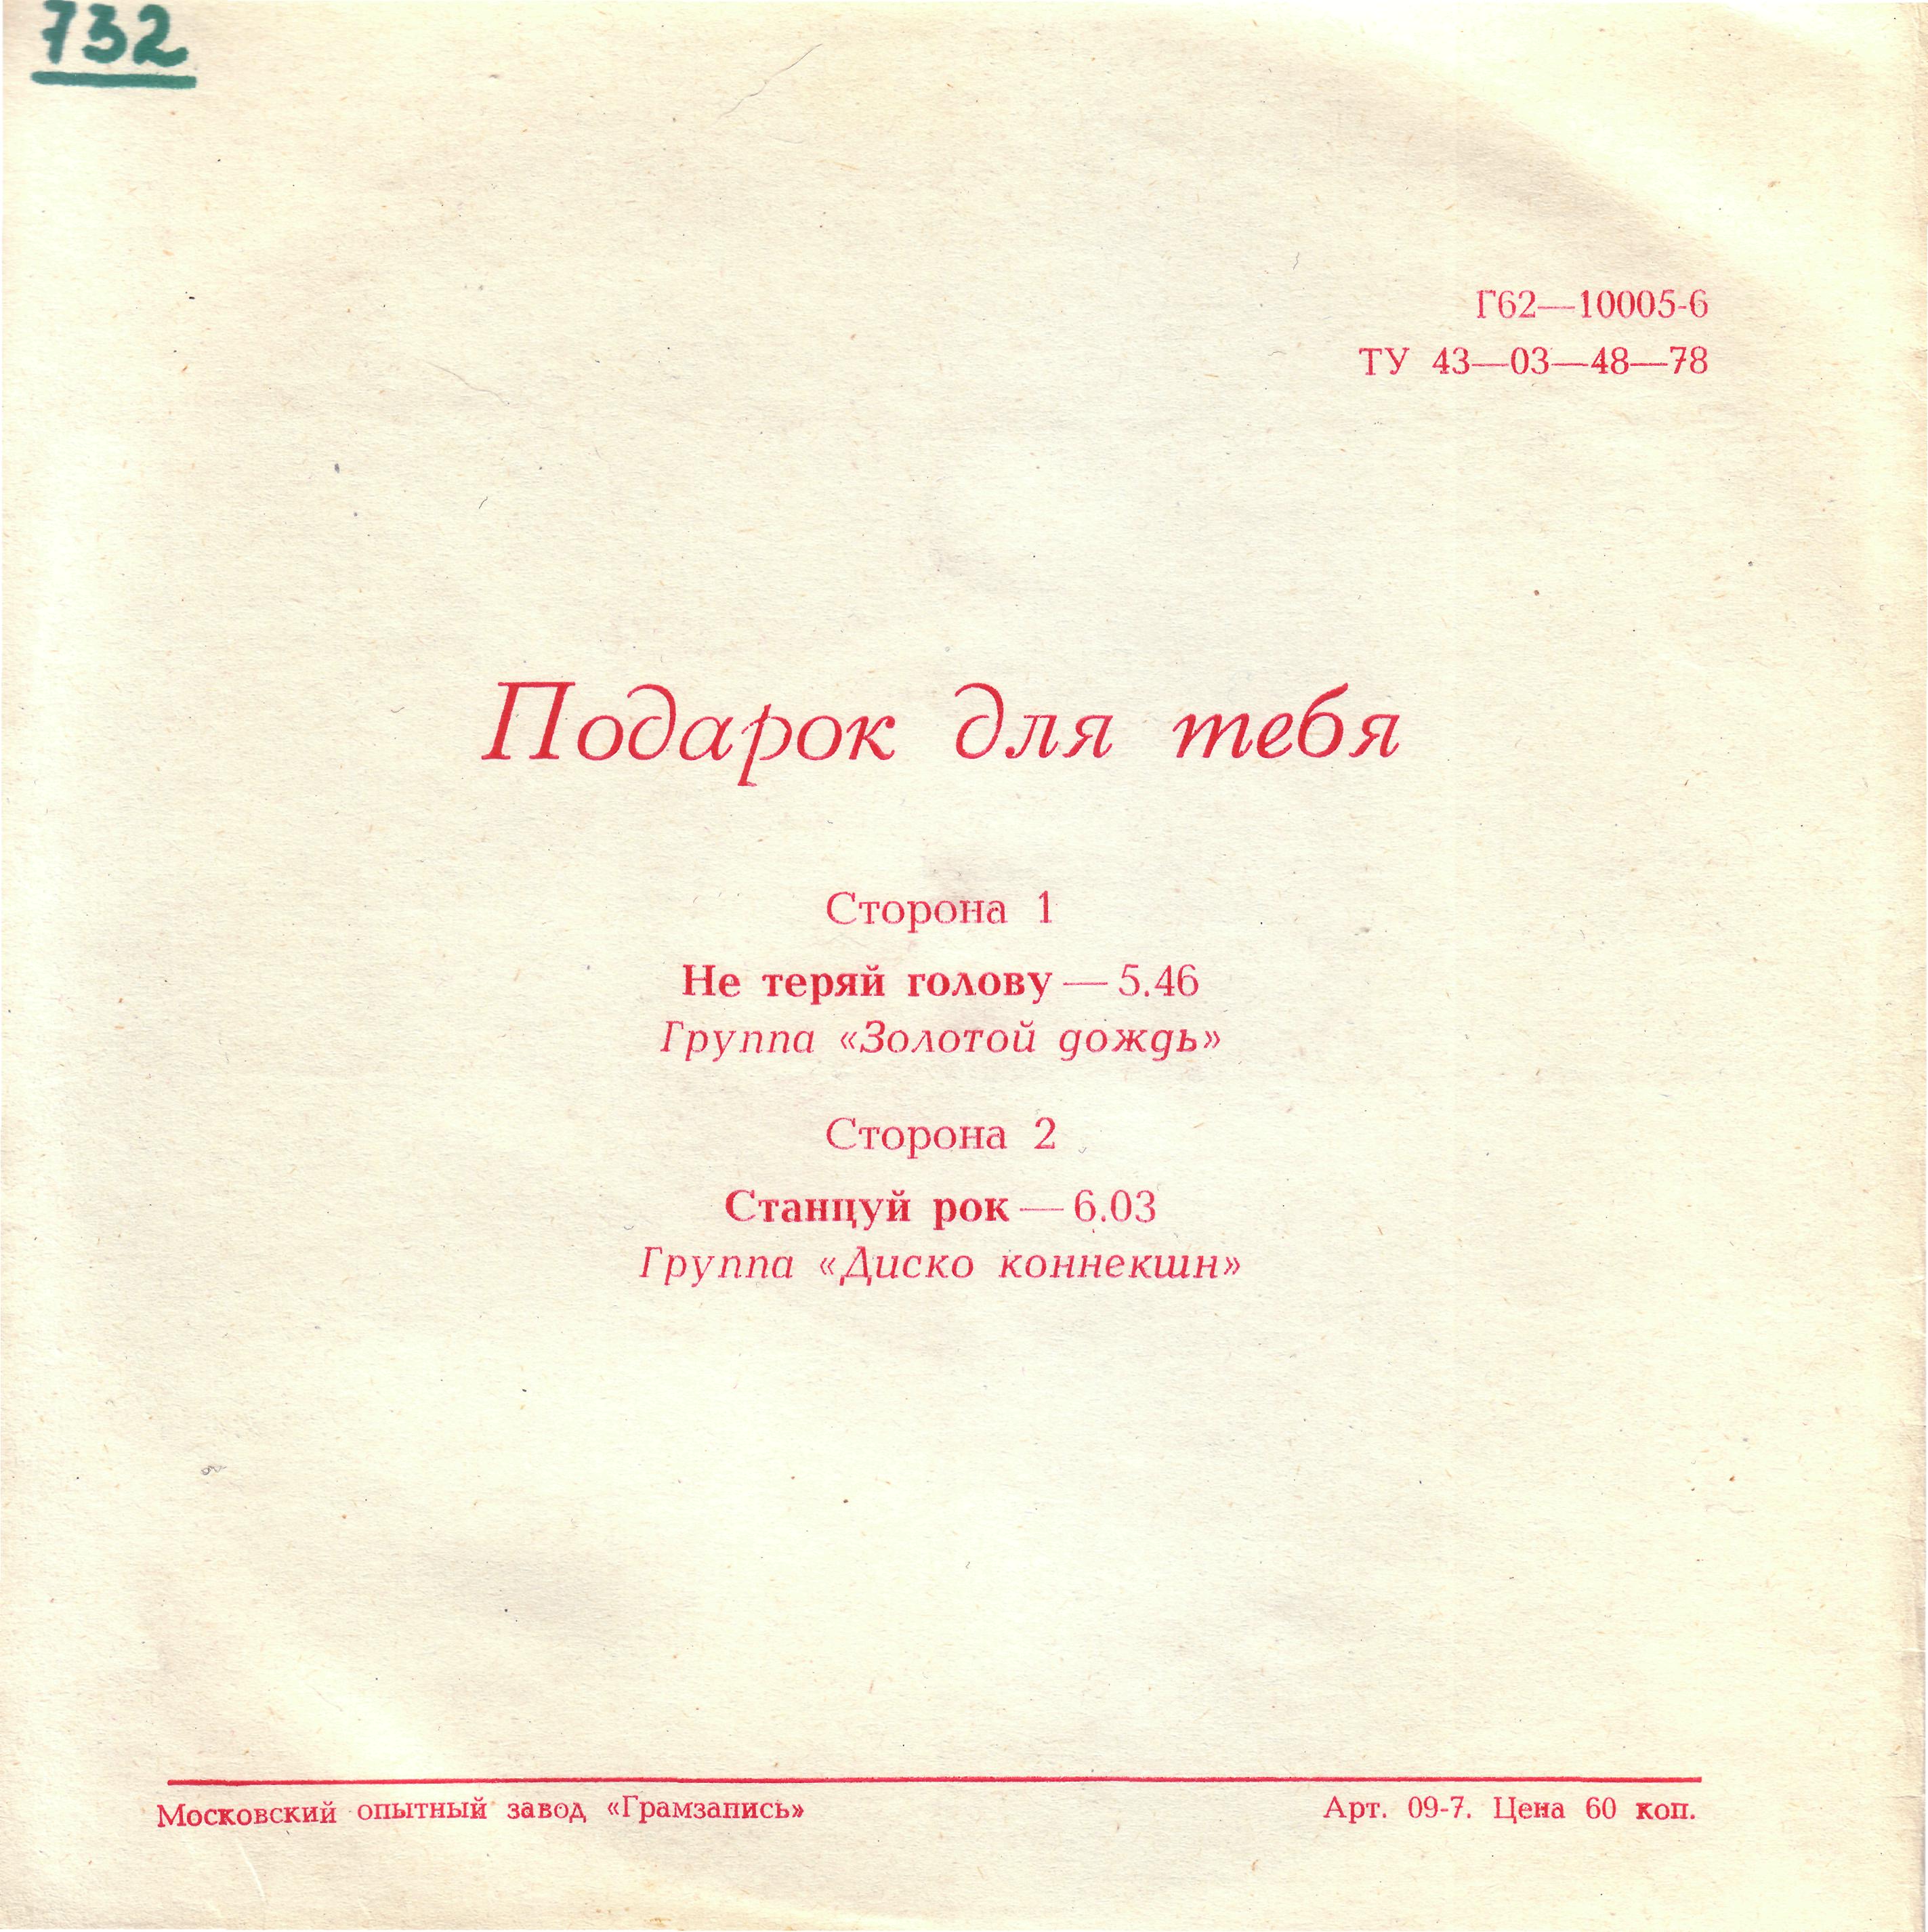 732
Г62—10005-6
ТУ 43—03—48—78
Подарок для тебя
Сторона 1
Не теряй голову — 5.46
Группа «Золотой дождь»
Сторона 2
Станцуй рок — 6.03
Группа «Диско коннекшн»
Московский опытный завод «Грамзапись»
Арт. 09-7. Цена 60 коп.